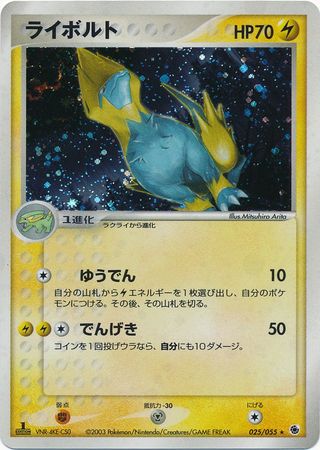 ライボルト HP70
Illus.Mitsuhiro Arita
1進化 ラクライから進化
ゆうでん 10
自分の山札からエネルギーを1枚選び出し、自分のポケモンにつける。その後、その山札を切る。
でんげき 50
コインを1回投げウラなら、自分にも10ダメージ。
弱点 抵抗力 にげる
-30
1 EDITION VNR-4KE-CS0 ©2003 Pokémon/Nintendo/Creatures/GAME FREAK. 025/055 ★